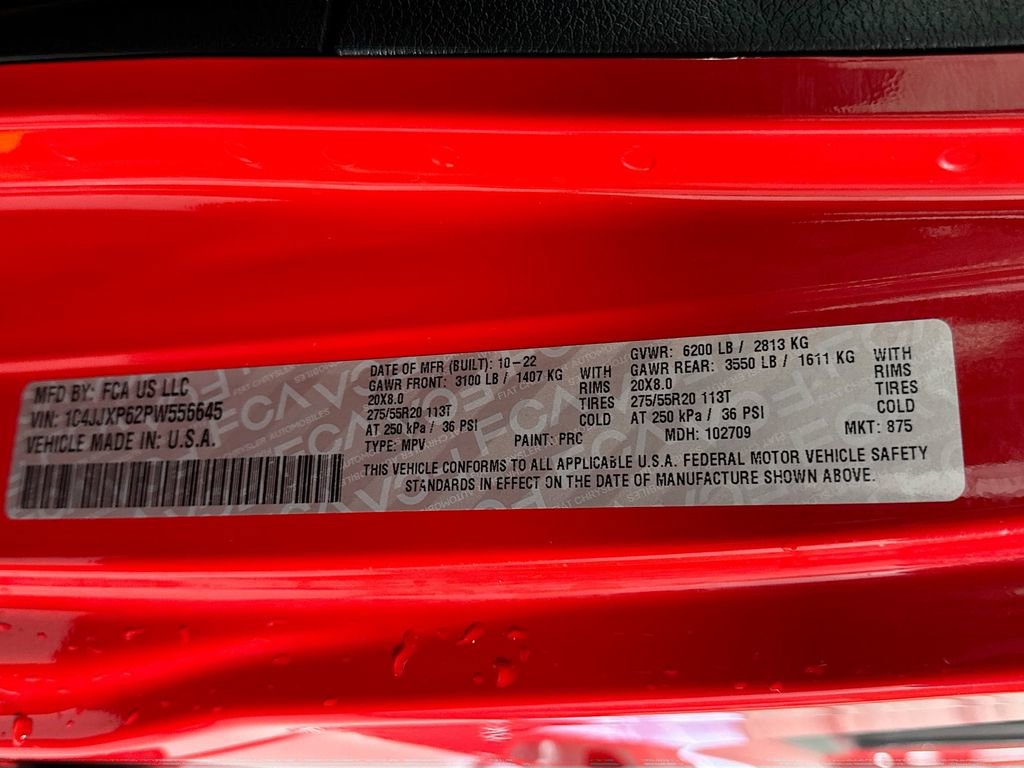 MFD BY: FCA US LLC
VIN: 1C4JJXP62PW556645
VEHICLE MADE IN: U.S.A.
DATE OF MFR (BUILT): 10-22
GAWR FRONT: 3100 LB / 1407 KG WITH
20X8.0 RIMS
275/55R20 113T TIRES
AT 250 kPa / 36 PSI COLD
TYPE: MPV PAINT: PRC
GVWR: 6200 LB / 2813 KG
GAWR REAR: 3550 LB / 1611 KG WITH
20X8.0 RIMS
275/55R20 113T TIRES
AT 250 kPa / 36 PSI COLD
MDH: 102709 MKT: 875
THIS VEHICLE CONFORMS TO ALL APPLICABLE U.S.A. FEDERAL MOTOR VEHICLE SAFETY
STANDARDS IN EFFECT ON THE DATE OF MANUFACTURE SHOWN ABOVE.